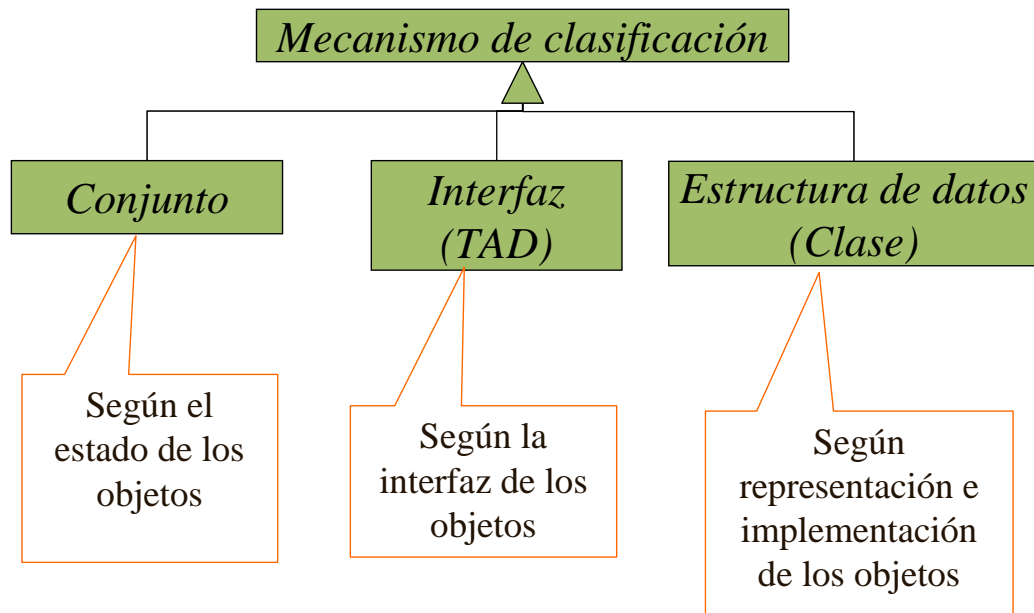 Mecanismo de clasificación
Conjunto
Interfaz
(TAD)
Estructura de datos
(Clase)
Según el
estado de los
objetos
Según la
interfaz de los
objetos
Según
representación e
implementación
de los objetos